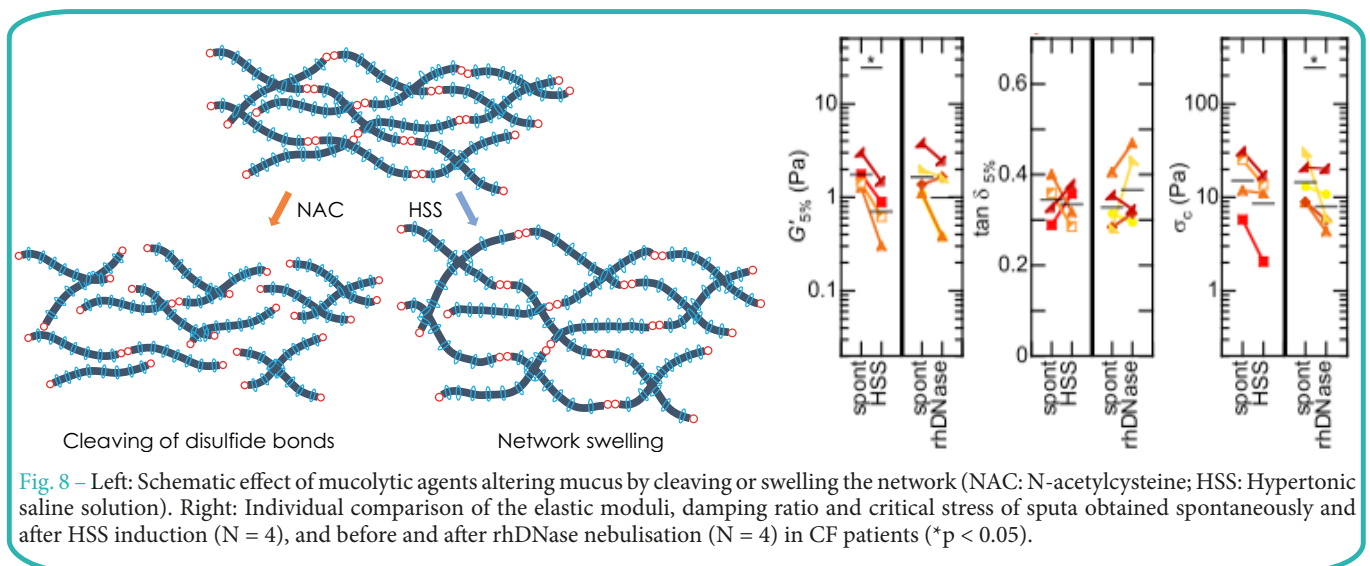 NAC
HSS
Cleaving of disulfide bonds
Network swelling
G'5% (Pa)
10
1
0.1
*
spont
HSS
spont
rhDNase
tan δ 5%
0.6
0.4
0.2
0
spont
HSS
spont
rhDNase
σc (Pa)
100
10
1
*
spont
HSS
spont
rhDNase
Fig. 8 – Left: Schematic effect of mucolytic agents altering mucus by cleaving or swelling the network (NAC: N-acetylcysteine; HSS: Hypertonic
saline solution). Right: Individual comparison of the elastic moduli, damping ratio and critical stress of sputa obtained spontaneously and
after HSS induction (N = 4), and before and after rhDNase nebulisation (N = 4) in CF patients (*p < 0.05).